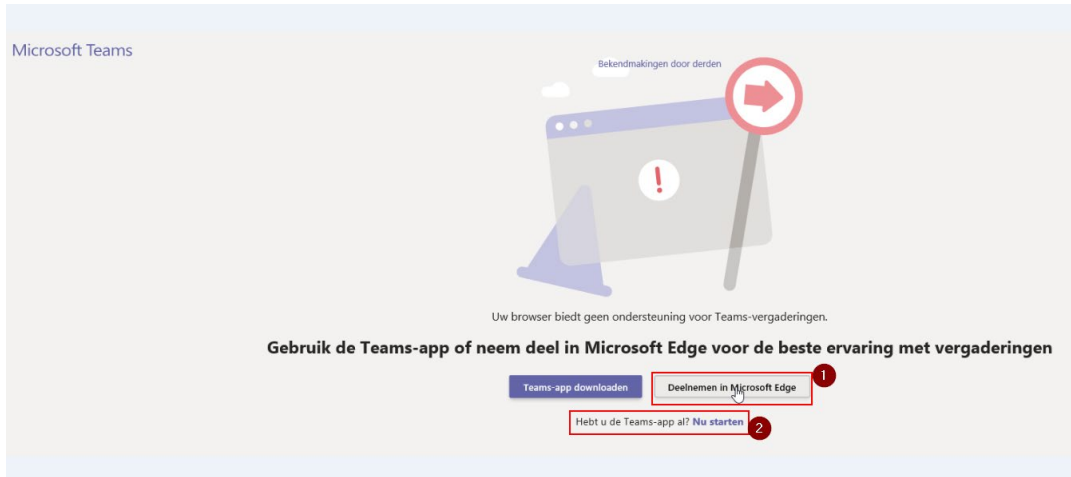 Microsoft Teams
Bekendmakingen door derden
Uw browser biedt geen ondersteuning voor Teams-vergaderingen.
Gebruik de Teams-app of neem deel in Microsoft Edge voor de beste ervaring met vergaderingen
Teams-app downloaden
Deelnemen in Microsoft Edge
1
Hebt u de Teams-app al? Nu starten
2